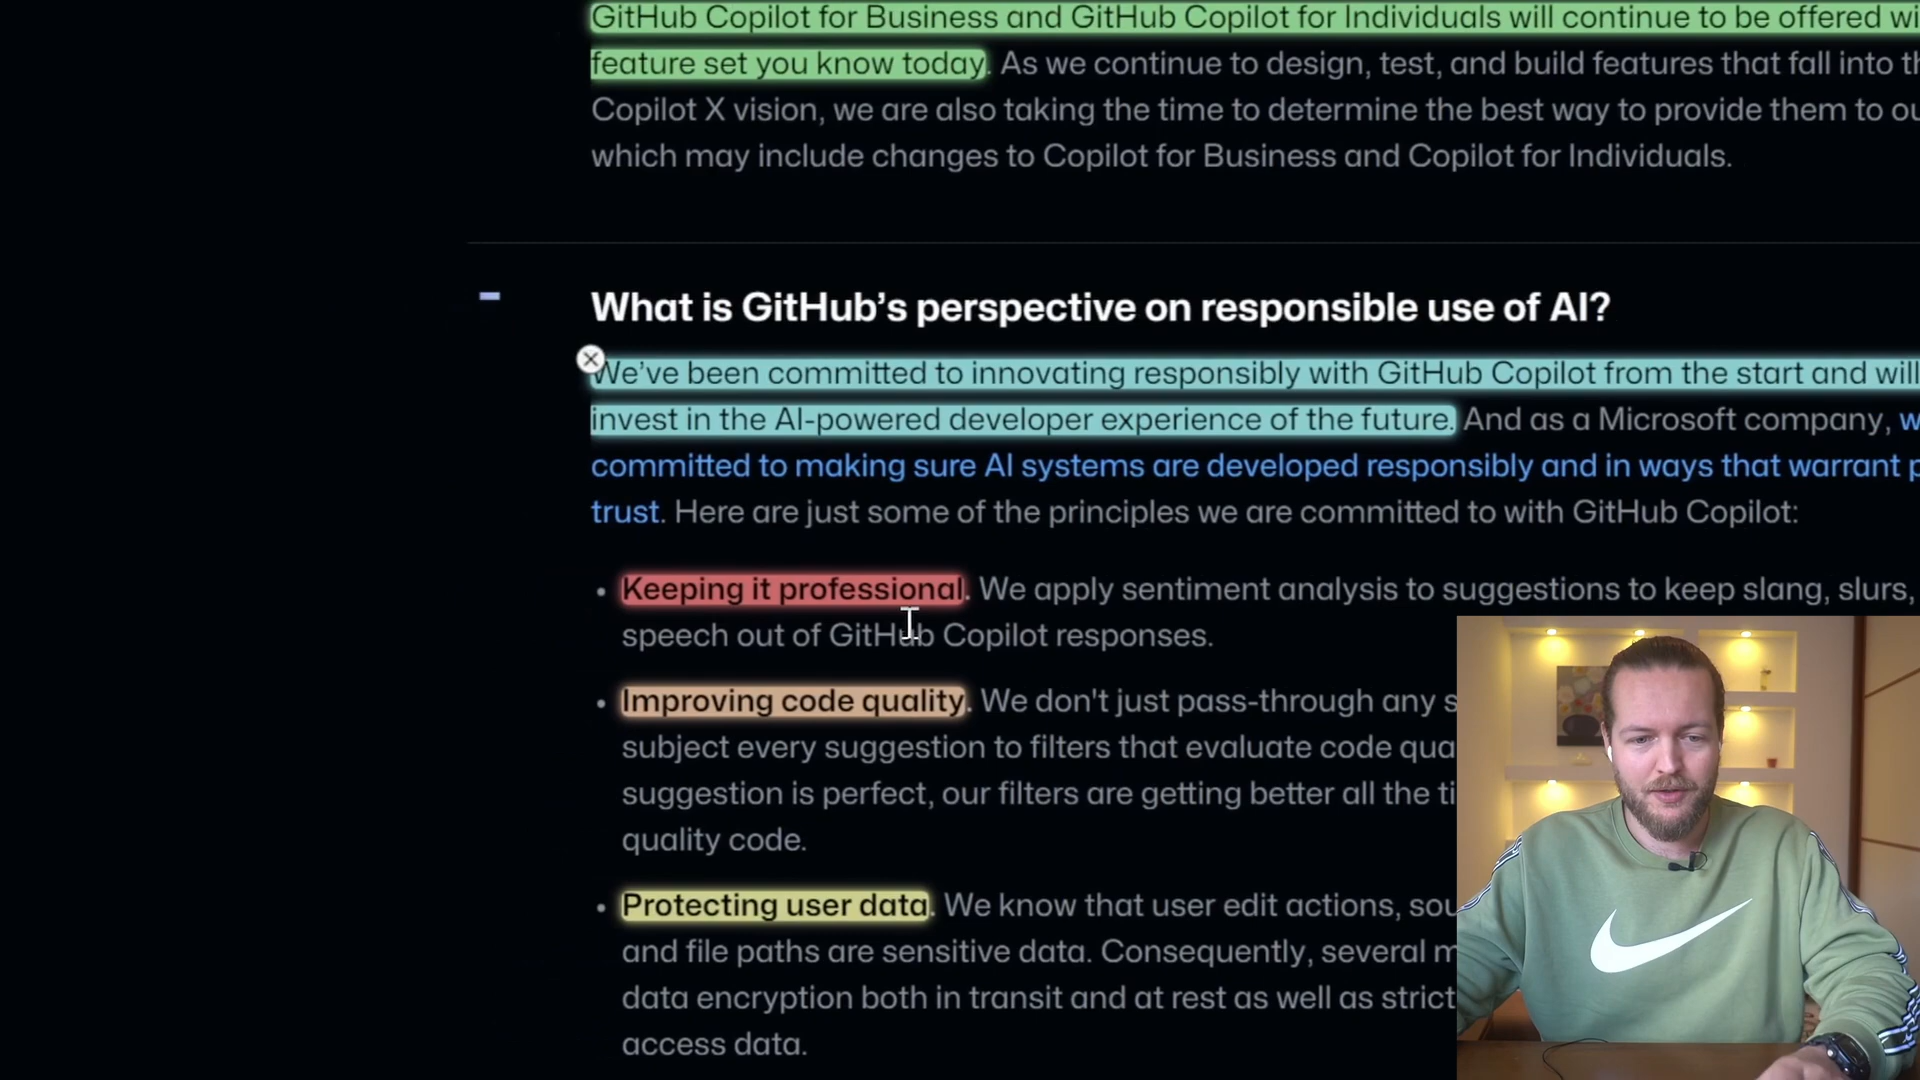 GitHub Copilot for Business and GitHub Copilot for Individuals will continue to be offered
feature set you know today. As we continue to design, test, and build features that fall into
Copilot X vision, we are also taking the time to determine the best way to provide them to
which may include changes to Copilot for Business and Copilot for Individuals.
What is GitHub’s perspective on responsible use of AI?
We’ve been committed to innovating responsibly with GitHub Copilot from the start and will
invest in the AI-powered developer experience of the future. And as a Microsoft company,
committed to making sure AI systems are developed responsibly and in ways that warrant
trust. Here are just some of the principles we are committed to with GitHub Copilot:
• Keeping it professional. We apply sentiment analysis to suggestions to keep slang, slurs,
speech out of GitHub Copilot responses.
• Improving code quality. We don't just pass-through any
subject every suggestion to filters that evaluate code
suggestion is perfect, our filters are getting better all the
quality code.
• Protecting user data. We know that user edit actions,
and file paths are sensitive data. Consequently, several
data encryption both in transit and at rest as well as strict
access data.